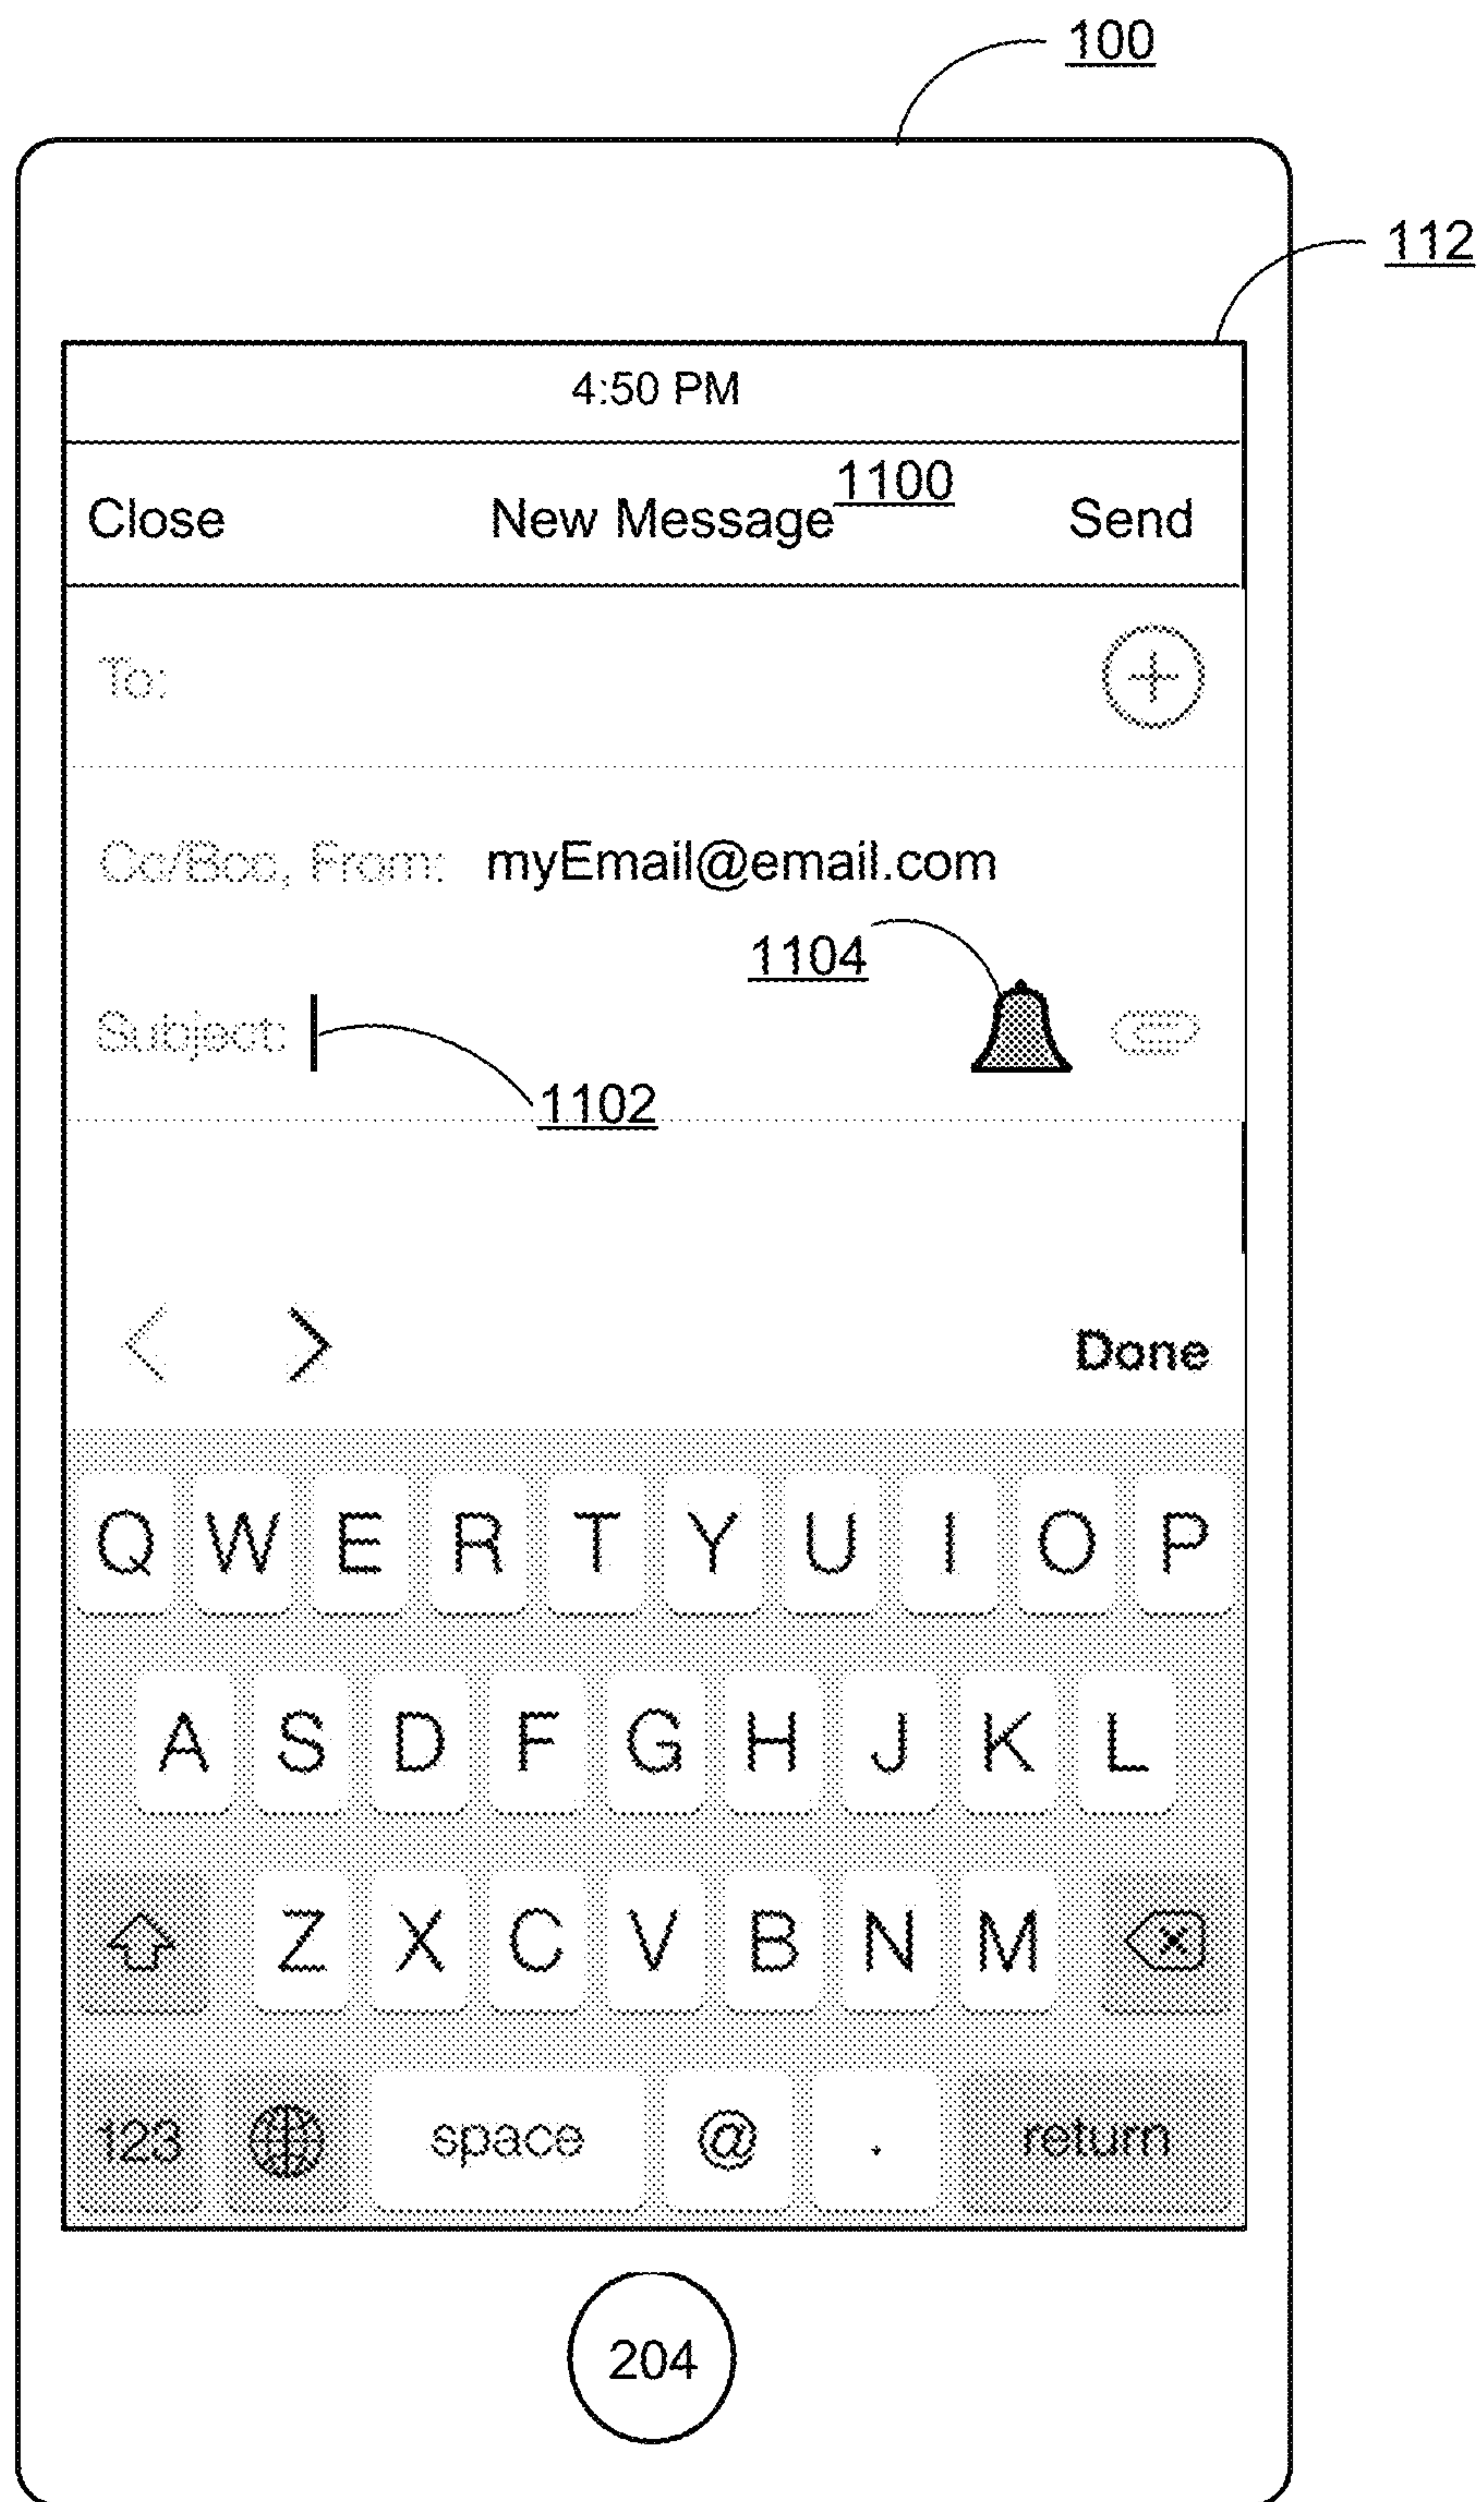 100
112
4:50 PM
Close New Message 1100 Send
To:
Cc/Bcc, From: myEmail@email.com
1104
Subject:
1102
Done
Q W E R T Y U I O P
A S D F G H J K L
Z X C V B N M
123 space @ . return
204